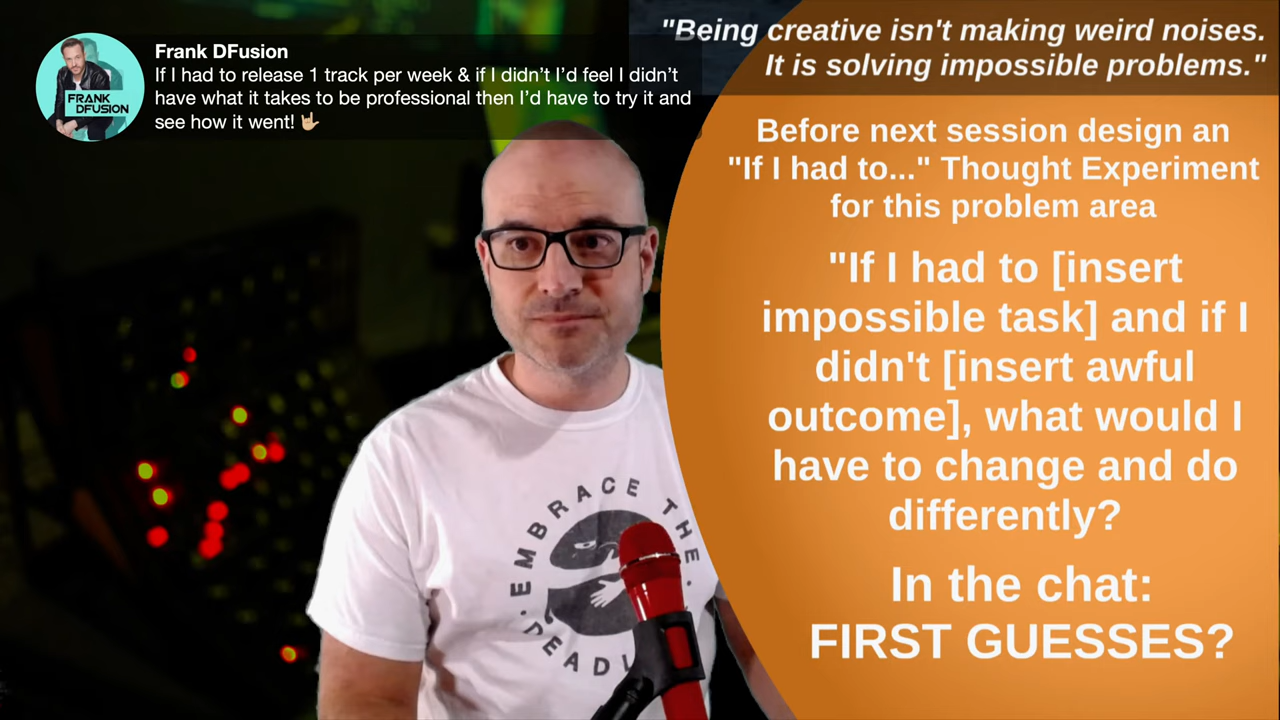 Frank DFusion
If I had to release 1 track per week & if I didn’t I’d feel I didn’t
have what it takes to be professional then I’d have to try it and
see how it went! 🤟🏼
FRANK
DFUSION
"Being creative isn't making weird noises.
It is solving impossible problems."
Before next session design an
"If I had to..." Thought Experiment
for this problem area
"If I had to [insert
impossible task] and if I
didn't [insert awful
outcome], what would I
have to change and do
differently?
In the chat:
FIRST GUESSES?
EMBRACE THE
DEADL